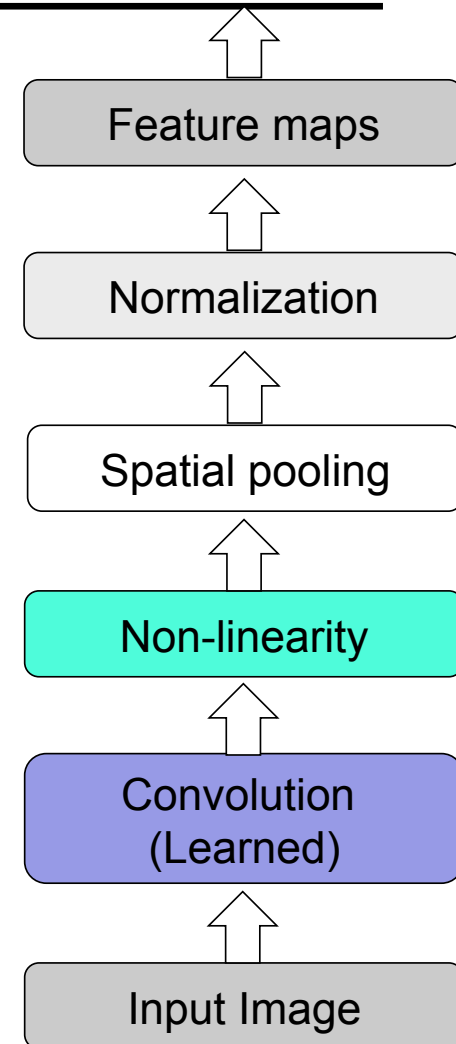 Feature maps
Normalization
Spatial pooling
Non-linearity
Convolution
(Learned)
Input Image